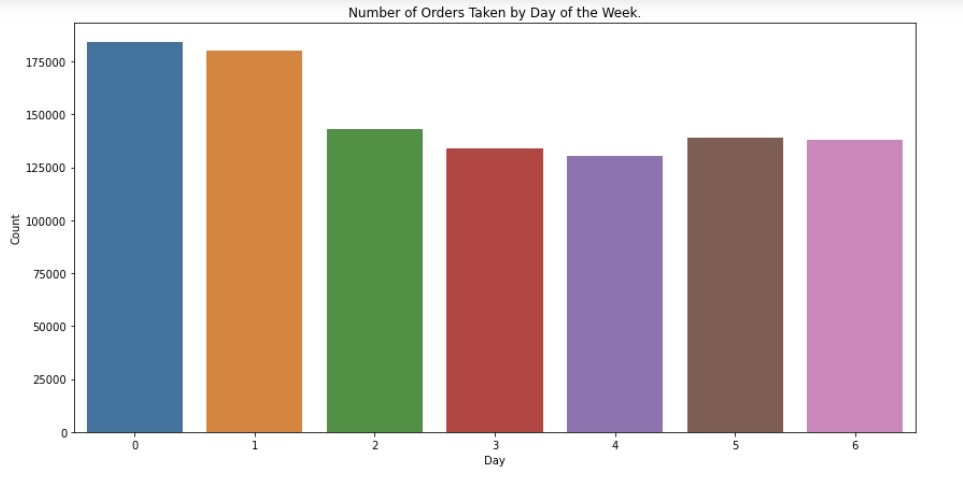 Number of Orders Taken by Day of the Week.
175000
150000
125000
100000
75000
50000
25000
0
Count
0 1 2 3 4 5 6
Day